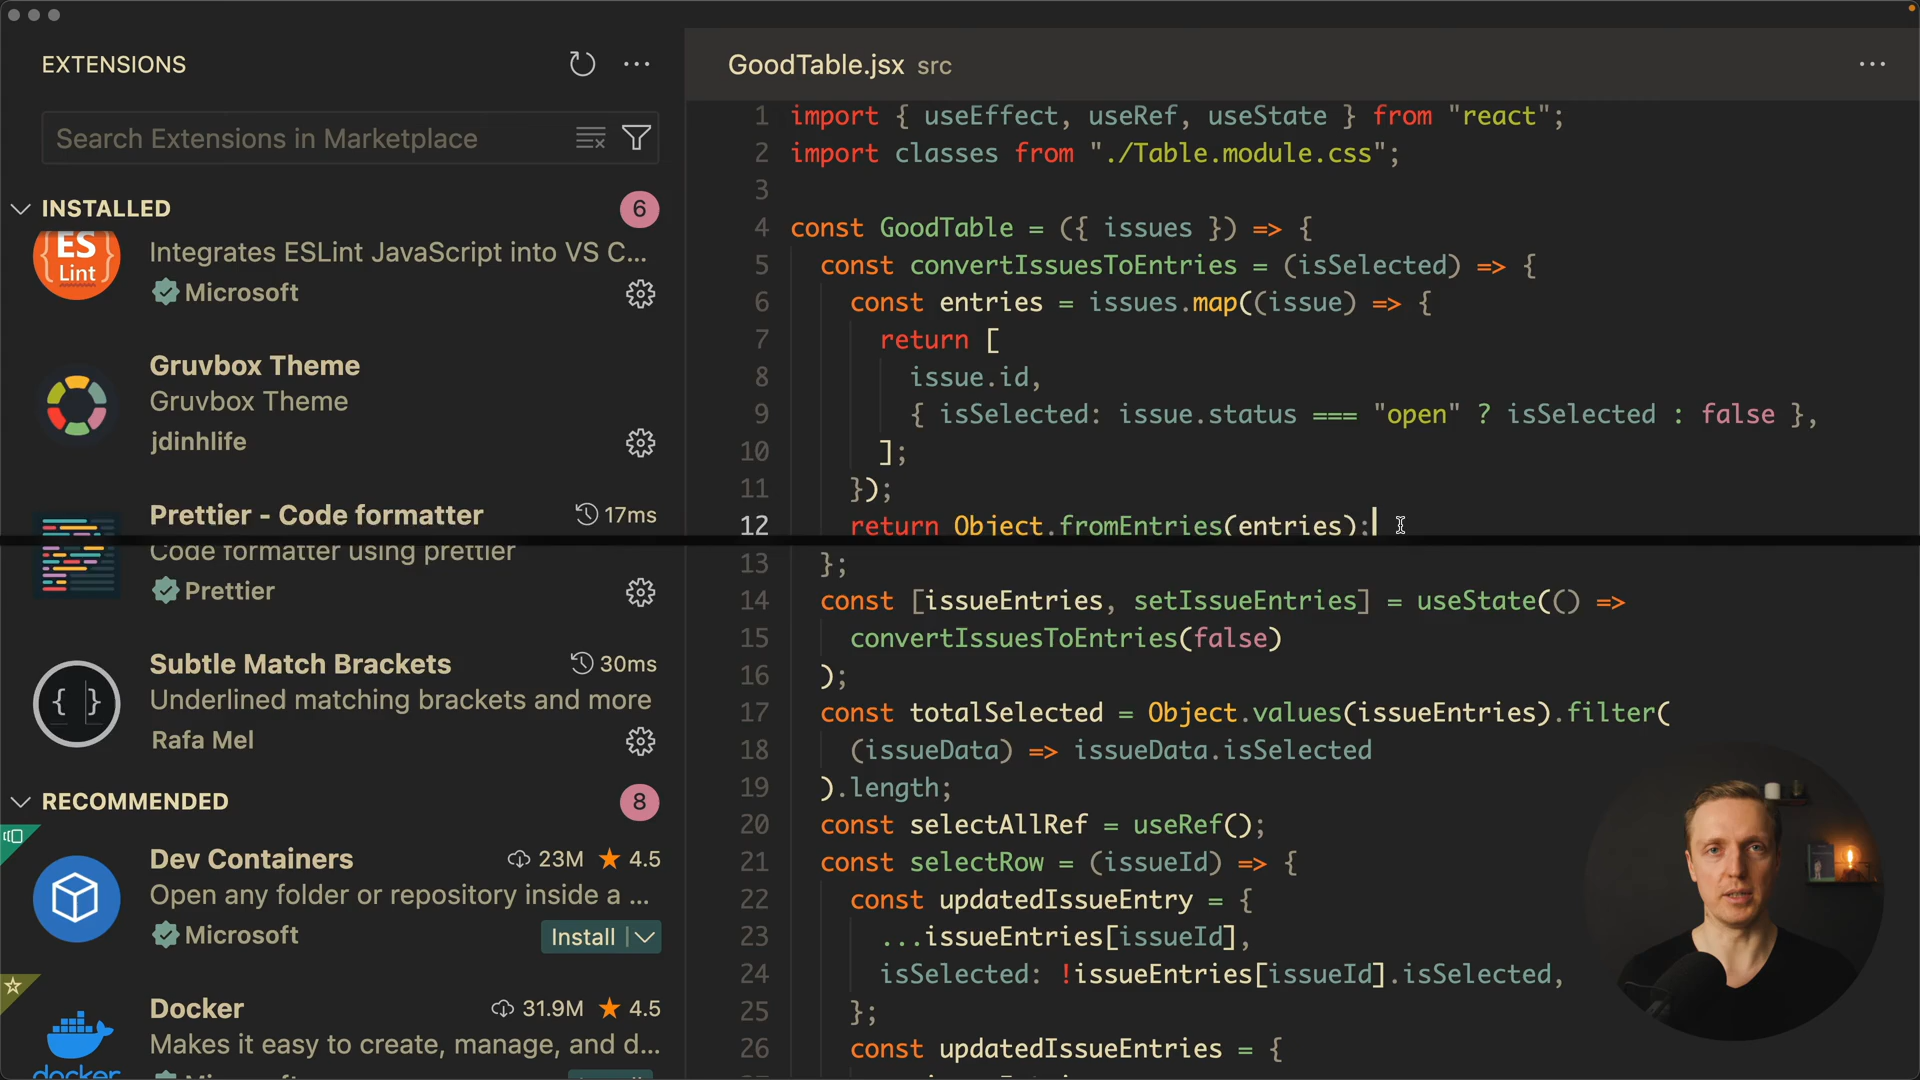 EXTENSIONS
Search Extensions in Marketplace
INSTALLED
6
ES
Lint
Integrates ESLint JavaScript into VS C...
Microsoft
Gruvbox Theme
Gruvbox Theme
jdinhlife
Prettier - Code formatter
17ms
Code formatter using prettier
Prettier
Subtle Match Brackets
30ms
Underlined matching brackets and more
Rafa Mel
RECOMMENDED
8
Dev Containers
23M
4.5
Open any folder or repository inside a ...
Microsoft
Install
Docker
31.9M
4.5
Makes it easy to create, manage, and d...
docker
GoodTable.jsx src
1 import { useEffect, useRef, useState } from "react";
2 import classes from "./Table.module.css";
3
4 const GoodTable = ({ issues }) => {
5 const convertIssuesToEntries = (isSelected) => {
6 const entries = issues.map((issue) => {
7 return [
8 issue.id,
9 { isSelected: issue.status === "open" ? isSelected : false },
10 ];
11 });
12 return Object.fromEntries(entries);
13 };
14 const [issueEntries, setIssueEntries] = useState(() =>
15 convertIssuesToEntries(false)
16 );
17 const totalSelected = Object.values(issueEntries).filter(
18 (issueData) => issueData.isSelected
19 ).length;
20 const selectAllRef = useRef();
21 const selectRow = (issueId) => {
22 const updatedIssueEntry = {
23 ...issueEntries[issueId],
24 isSelected: !issueEntries[issueId].isSelected,
25 };
26 const updatedIssueEntries = {